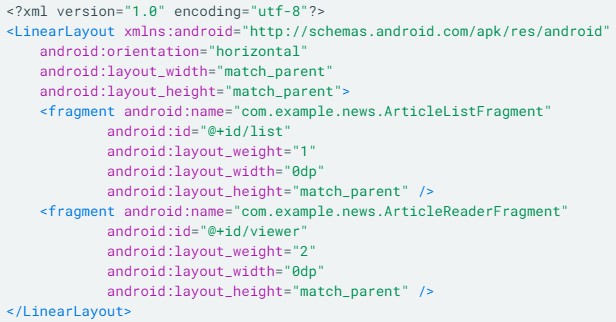 <?xml version="1.0" encoding="utf-8"?>
<LinearLayout xmlns:android="http://schemas.android.com/apk/res/android"
    android:orientation="horizontal"
    android:layout_width="match_parent"
    android:layout_height="match_parent">
    <fragment android:name="com.example.news.ArticleListFragment"
            android:id="@+id/list"
            android:layout_weight="1"
            android:layout_width="0dp"
            android:layout_height="match_parent" />
    <fragment android:name="com.example.news.ArticleReaderFragment"
            android:id="@+id/viewer"
            android:layout_weight="2"
            android:layout_width="0dp"
            android:layout_height="match_parent" />
</LinearLayout>